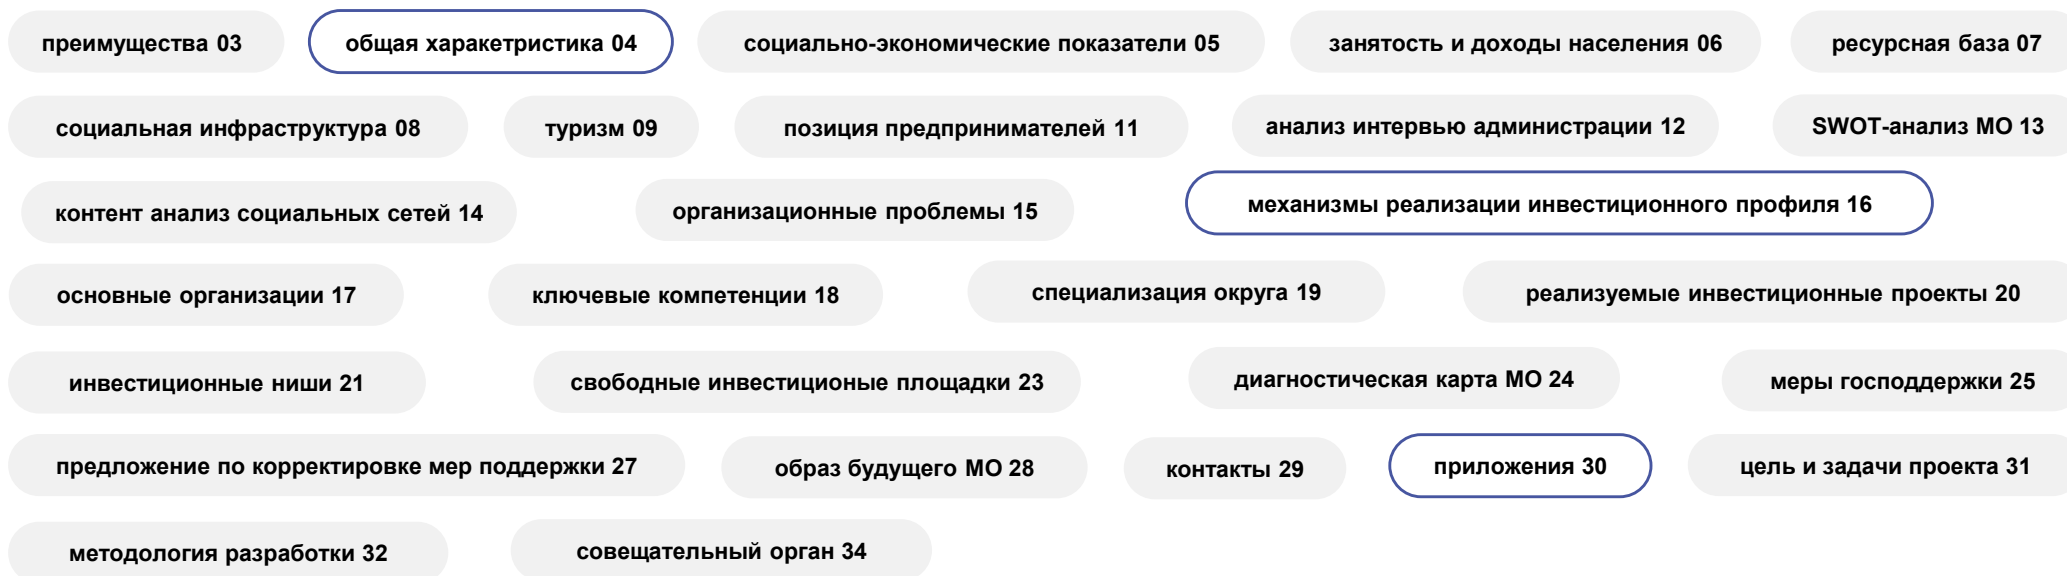 преимущества 03
общая характеристика 04
социально-экономические показатели 05
занятость и доходы населения 06
ресурсная база 07
социальная инфраструктура 08
туризм 09
позиция предпринимателей 11
анализ интервью администрации 12
SWOT-анализ МО 13
контент анализ социальных сетей 14
организационные проблемы 15
механизмы реализации инвестиционного профиля 16
основные организации 17
ключевые компетенции 18
специализация округа 19
реализуемые инвестиционные проекты 20
инвестиционные ниши 21
свободные инвестиционые площадки 23
диагностическая карта МО 24
меры господдержки 25
предложение по корректировке мер поддержки 27
образ будущего МО 28
контакты 29
приложения 30
цель и задачи проекта 31
методология разработки 32
совещательный орган 34